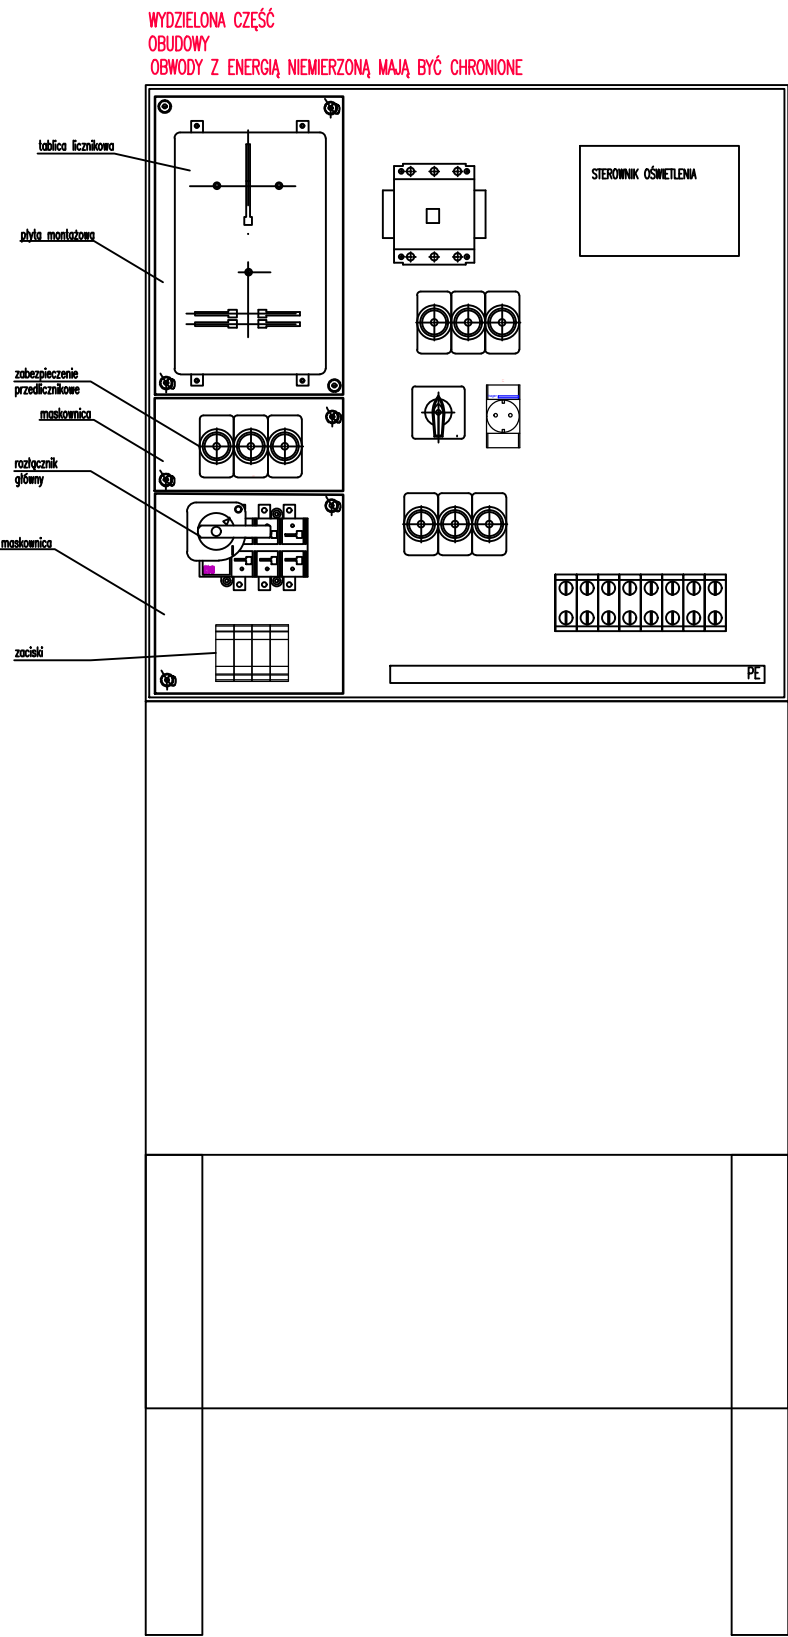 WYDZIELONA CZĘŚĆ
OBUDOWY
OBWODY Z ENERGIĄ NIEMIERZONĄ MAJĄ BYĆ CHRONIONE
tablica licznikowa
STEROWNIK OŚWIETLENIA
płyta montażowa
zabezpieczenie
przedlicznikowe
maskownica
rozłącznik
główny
maskownica
zaciski
PE